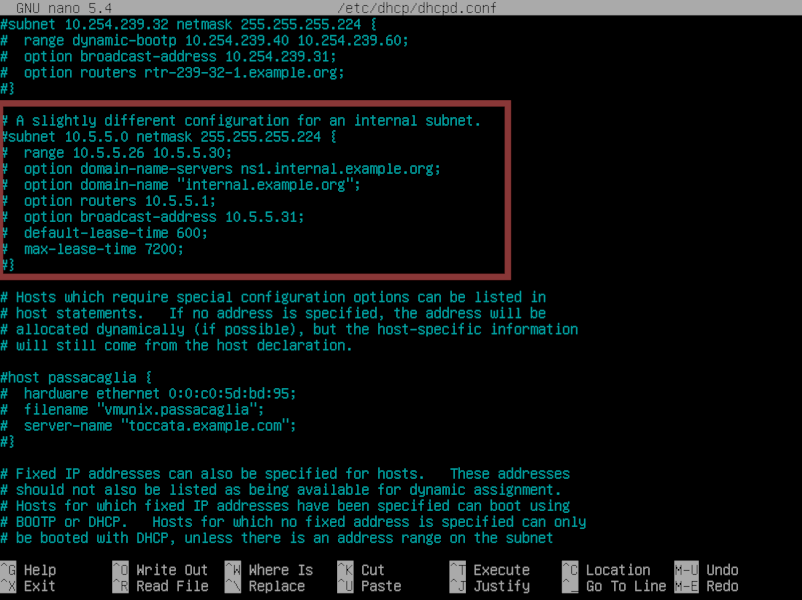 GNU nano 5.4 /etc/dhcp/dhcpd.conf
#subnet 10.254.239.32 netmask 255.255.255.224 {
#  range dynamic-bootp 10.254.239.40 10.254.239.60;
#  option broadcast-address 10.254.239.31;
#  option routers rtr-239-32-1.example.org;
#}
# A slightly different configuration for an internal subnet.
#subnet 10.5.5.0 netmask 255.255.255.224 {
#  range 10.5.5.26 10.5.5.30;
#  option domain-name-servers ns1.internal.example.org;
#  option domain-name "internal.example.org";
#  option routers 10.5.5.1;
#  option broadcast-address 10.5.5.31;
#  default-lease-time 600;
#  max-lease-time 7200;
#}
# Hosts which require special configuration options can be listed in
# host statements.   If no address is specified, the address will be
# allocated dynamically (if possible), but the host-specific information
# will still come from the host declaration.
#host passacaglia {
#  hardware ethernet 0:0:c0:5d:bd:95;
#  filename "vmunix.passacaglia";
#  server-name "toccata.example.com";
#}
# Fixed IP addresses can also be specified for hosts.   These addresses
# should not also be listed as being available for dynamic assignment.
# Hosts for which fixed IP addresses have been specified can boot using
# BOOTP or DHCP.   Hosts for which no fixed address is specified can only
# be booted with DHCP, unless there is an address range on the subnet
^G Help ^O Write Out ^W Where Is ^K Cut ^T Execute ^C Location M-U Undo
^X Exit ^R Read File ^\ Replace ^U Paste ^J Justify ^_ Go To Line M-E Redo